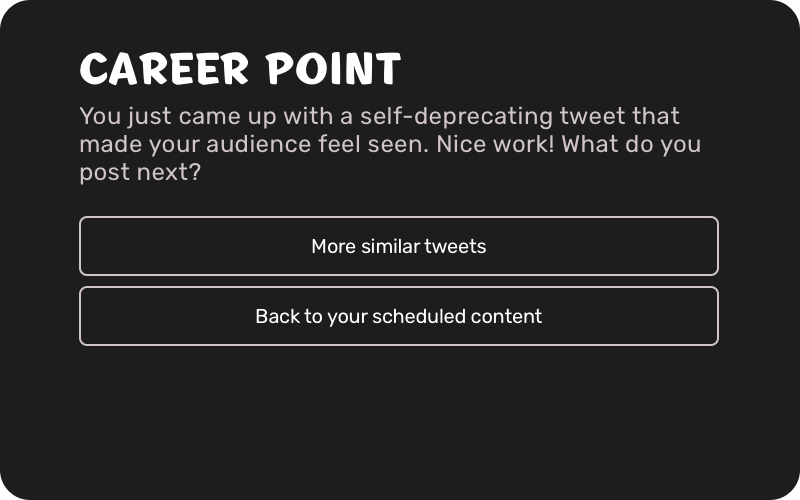 CAREER POINT
You just came up with a self-deprecating tweet that
made your audience feel seen. Nice work! What do you
post next?
More similar tweets
Back to your scheduled content